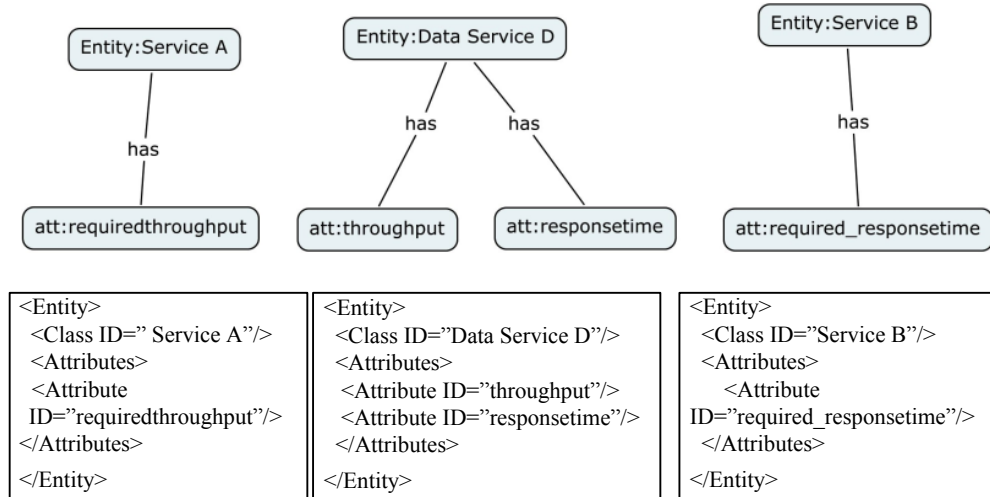 Entity:Service A
Entity:Data Service D
Entity:Service B
has
has
has
has
att:requiredthroughput
att:throughput
att:responsetime
att:required_responsetime
<Entity>
<Class ID=” Service A”/>
<Attributes>
<Attribute
ID=”requiredthroughput”/>
</Attributes>
</Entity>
<Entity>
<Class ID=”Data Service D”/>
<Attributes>
<Attribute ID=”throughput”/>
<Attribute ID=”responsetime”/>
</Attributes>
</Entity>
<Entity>
<Class ID=”Service B”/>
<Attributes>
<Attribute
ID=”required_responsetime”/>
</Attributes>
</Entity>